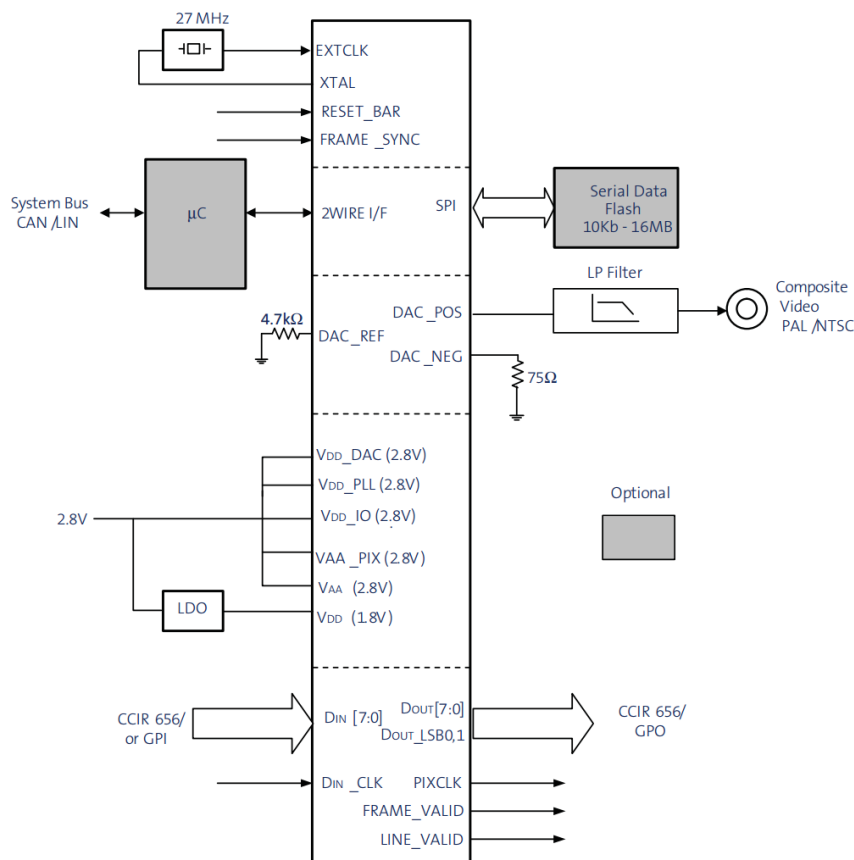 27 MHz
EXTCLK
XTAL
RESET_BAR
FRAME _SYNC
System Bus
CAN /LIN
µC
2WIRE I/F
SPI
Serial Data
Flash
10Kb - 16MB
LP Filter
Composite
Video
PAL /NTSC
4.7kΩ
DAC_REF
DAC_POS
DAC _NEG
75Ω
VDD_DAC (2.8V)
VDD_PLL (2.8V)
2.8V
VDD_IO (2.8V)
VAA _PIX (2.8V)
VAA (2.8V)
LDO
VDD (1.8V)
Optional
CCIR 656/
or GPI
DIN [7:0]
DOUT[7:0]
DOUT_LSB0,1
CCIR 656/
GPO
DIN _CLK
PIXCLK
FRAME_VALID
LINE_VALID